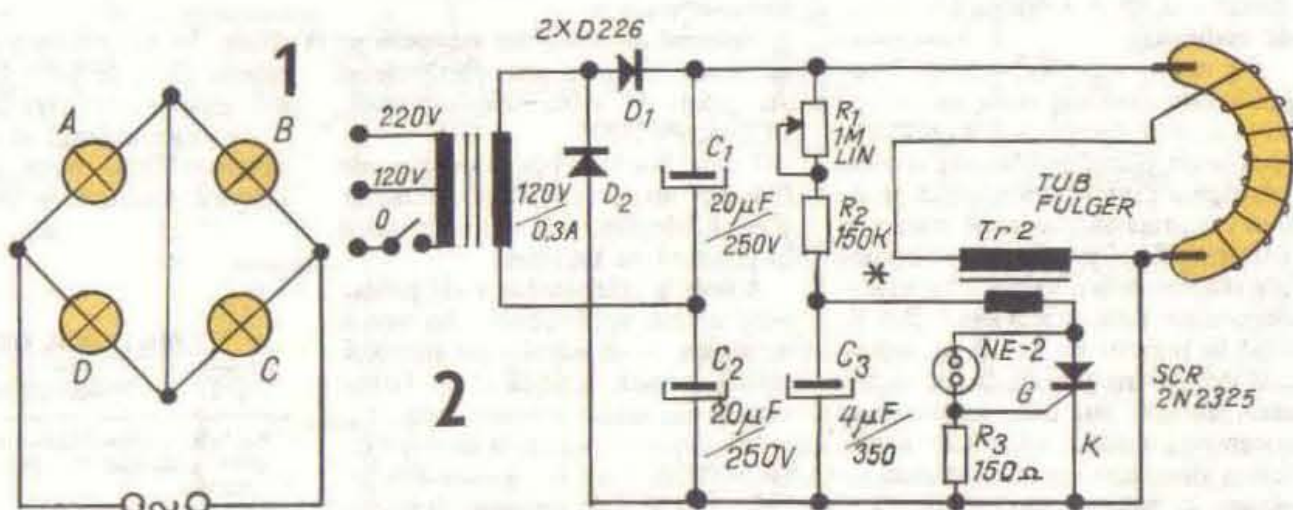 1
A
B
D
C
2
2XD226
D1
D2
220V
120V
0
120V
0,3A
C1
20µF
250V
C2
20µF
250V
R1
1M
LIN
R2
150K
*
C3
4µF
350
TUB
FULGER
Tr2
NE-2
G
K
R3
150Ω
SCR
2N2325